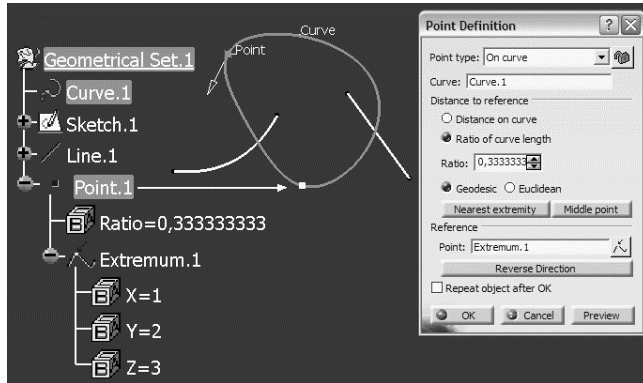 Geometrical Set.1
Curve.1
Sketch.1
Line.1
Point.1
Ratio=0,333333333
Extremum.1
X=1
Y=2
Z=3
Point
Curve
Point Definition
Point type: On curve
Curve: Curve.1
Distance to reference
Distance on curve
Ratio of curve length
Ratio: 0,3333333
Geodesic Euclidean
Nearest extremity Middle point
Reference
Point: Extremum.1
Reverse Direction
Repeat object after OK
OK Cancel Preview